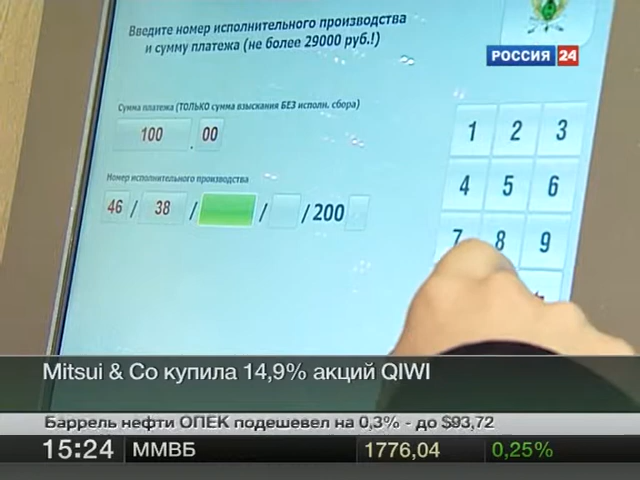 Введите номер исполнительного производства
и сумму платежа (не более 29000 руб.!)
РОССИЯ 24
Сумма платежа (ТОЛЬКО сумма взыскания БЕЗ исполн. сбора)
100 . 00
Номер исполнительного производства
46 / 38 / / / 200
1 2 3
4 5 6
7 8 9
Mitsui & Co купила 14,9% акций QIWI
Баррель нефти ОПЕК подешевел на 0,3% - до $93,72
15:24 ММВБ 1776,04 0,25%